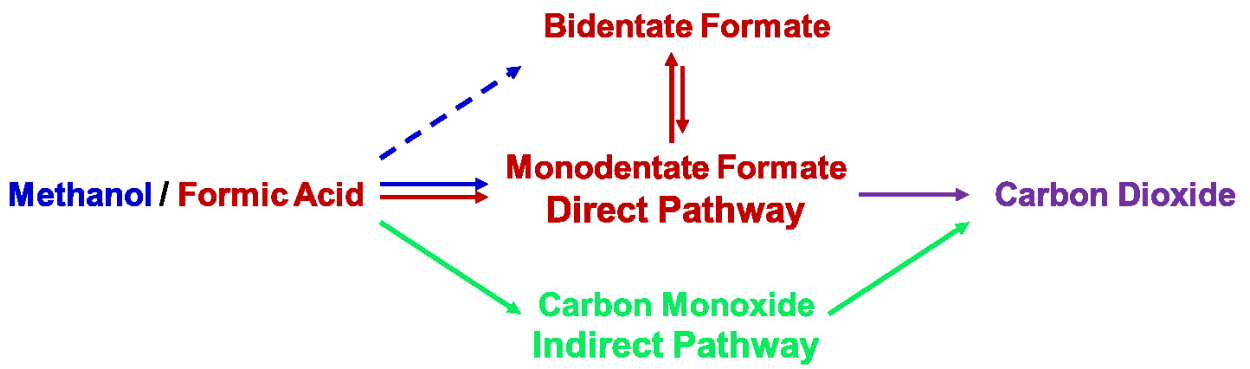 Bidentate Formate
Monodentate Formate
Direct Pathway
Methanol / Formic Acid
Carbon Dioxide
Carbon Monoxide
Indirect Pathway